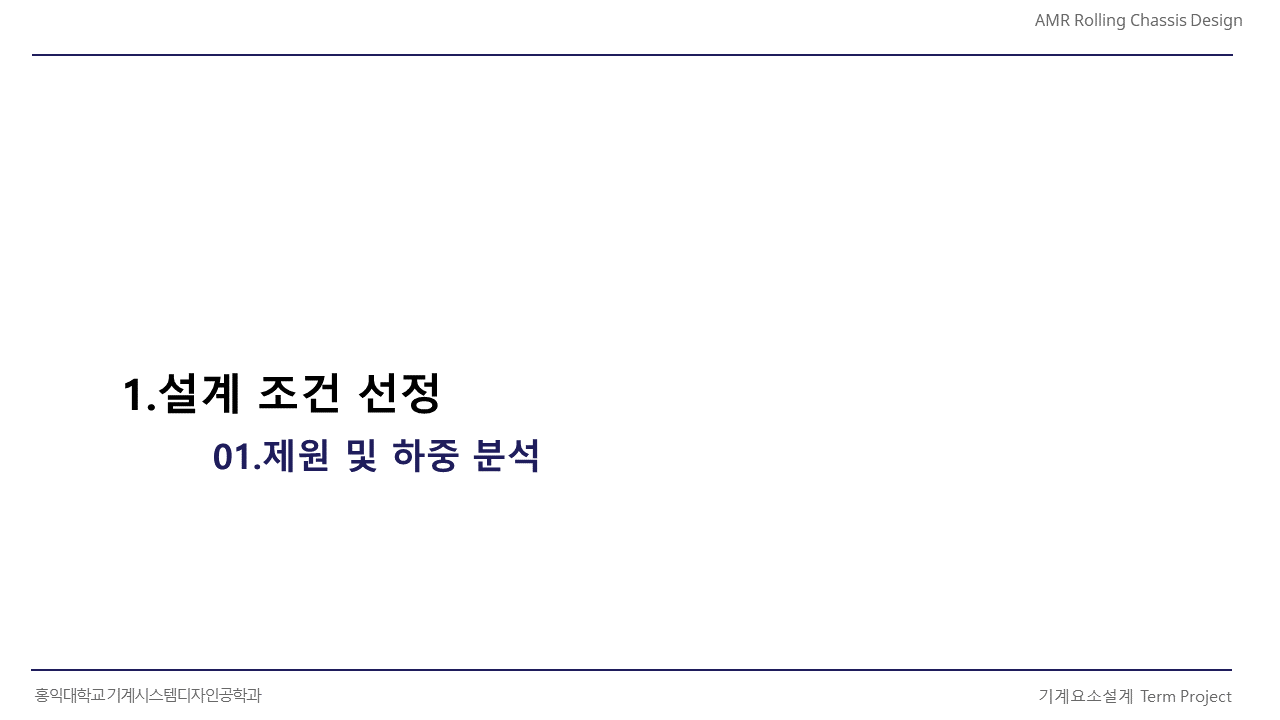 AMR Rolling Chassis Design
1.설계 조건 선정
01.제원 및 하중 분석
홍익대학교 기계시스템디자인공학과
기계요소설계 Term Project